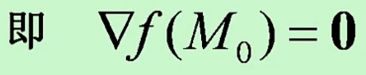 即 ∇f(M₀) = 0